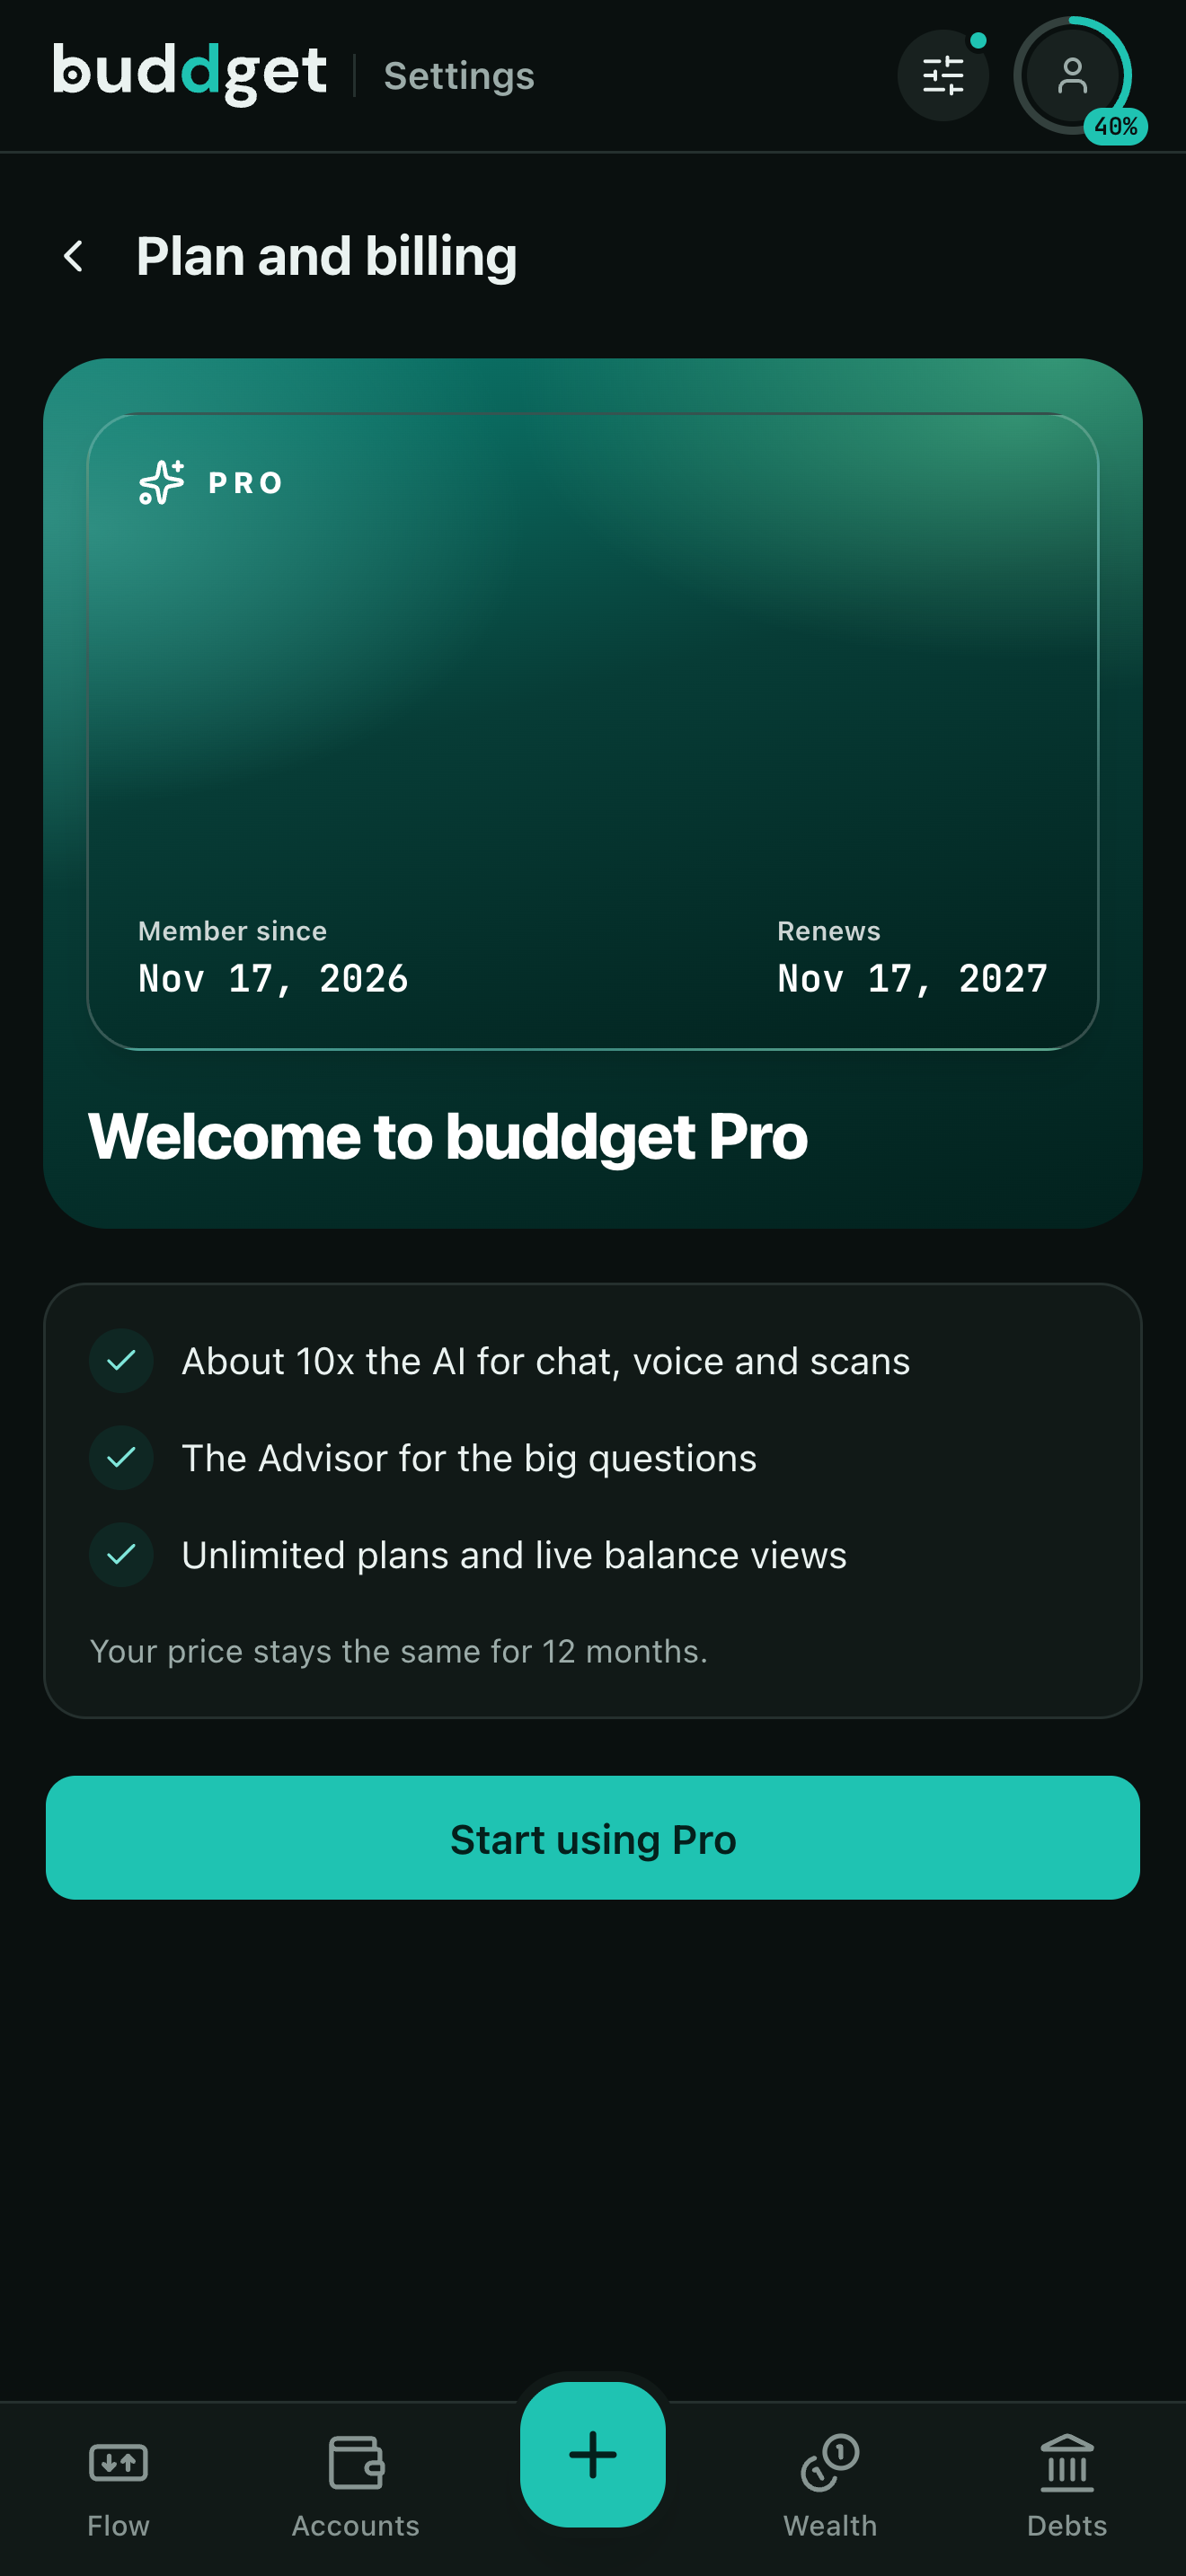 buddget
Settings
40%
Plan and billing
PRO
Member since
Nov 17, 2026
Renews
Nov 17, 2027
Welcome to buddget Pro
About 10x the AI for chat, voice and scans
The Advisor for the big questions
Unlimited plans and live balance views
Your price stays the same for 12 months.
Start using Pro
Flow
Accounts
Wealth
Debts